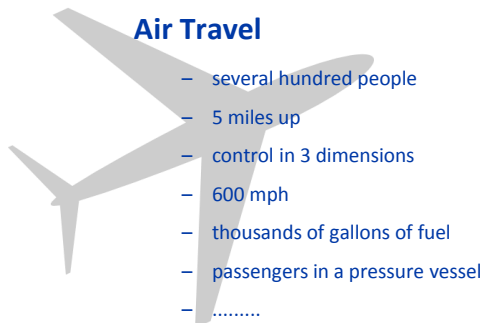 Air Travel
– several hundred people
– 5 miles up
– control in 3 dimensions
– 600 mph
– thousands of gallons of fuel
– passengers in a pressure vessel
– .........